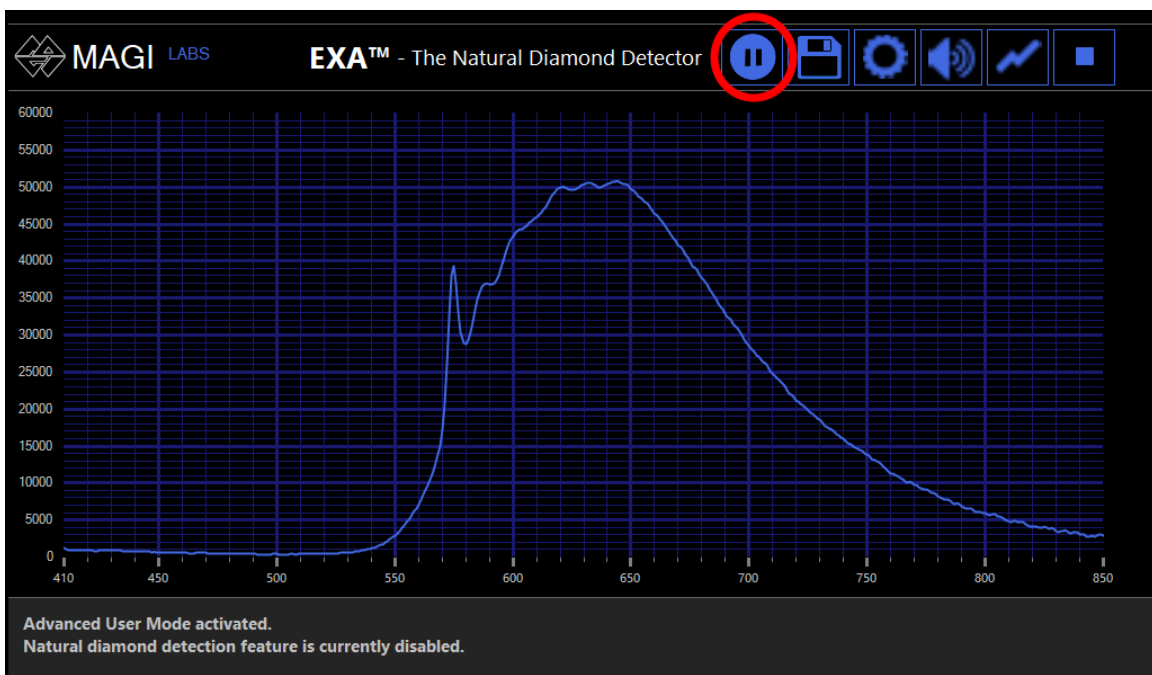 MAGI LABS
EXA™ - The Natural Diamond Detector
60000
55000
50000
45000
40000
35000
30000
25000
20000
15000
10000
5000
0
410 450 500 550 600 650 700 750 800 850
Advanced User Mode activated.
Natural diamond detection feature is currently disabled.